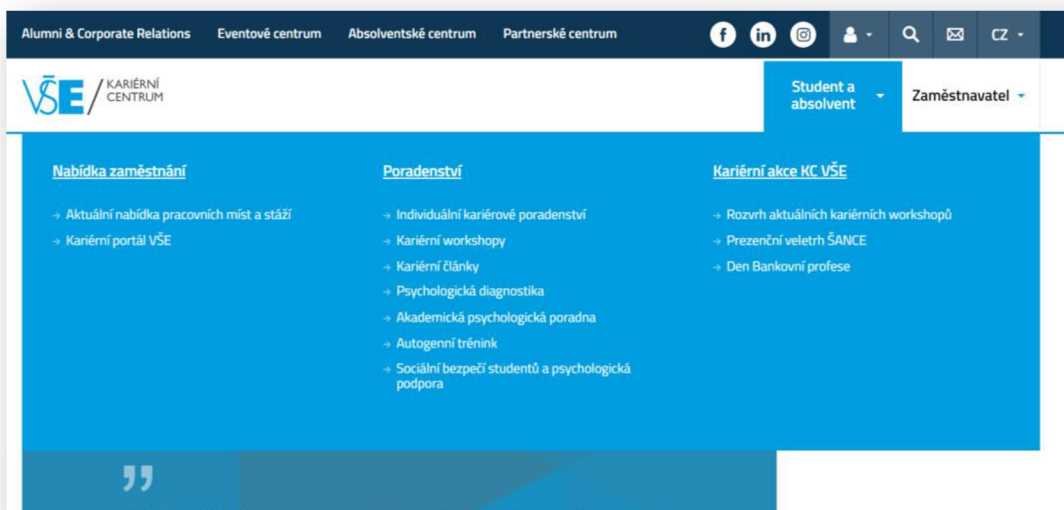 Alumni & Corporate Relations Eventové centrum Absolventské centrum Partnerské centrum CZ
VŠE / KARIÉRNÍ
CENTRUM
Student a
absolvent
Zaměstnavatel
Nabídka zaměstnání
→ Aktuální nabídka pracovních míst a stáží
→ Kariérní portál VŠE
Poradenství
→ Individuální kariérové poradenství
→ Kariérní workshopy
→ Kariérní články
→ Psychologická diagnostika
→ Akademická psychologická poradna
→ Autogenní trénink
→ Sociální bezpečí studentů a psychologická
podpora
Kariérní akce KC VŠE
→ Rozvrh aktuálních kariérních workshopů
→ Prezenční veletrh ŠANCE
→ Den Bankovní profese
”